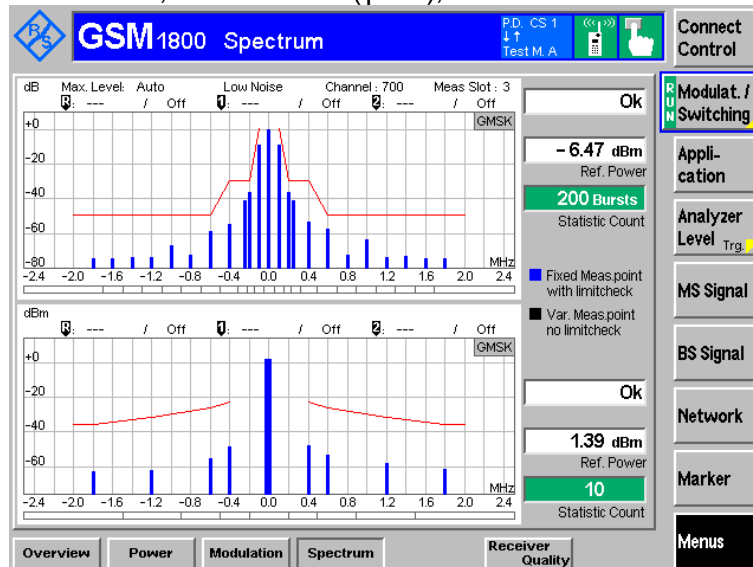 GSM 1800 Spectrum
P.D. CS 1
Test M. A
Connect Control
dB Max. Level: Auto Low Noise Channel : 700 Meas Slot : 3
R: --- / Off 1: --- / Off 2: --- / Off
GMSK
+0
-20
-40
-60
-80
MHz
-2.4 -2.0 -1.6 -1.2 -0.8 -0.4 0.0 0.4 0.8 1.2 1.6 2.0 2.4
Ok
- 6.47 dBm
Ref. Power
200 Bursts
Statistic Count
Fixed Meas.point
with limitcheck
Var. Meas.point
no limitcheck
dBm
R: --- / Off 1: --- / Off 2: --- / Off
GMSK
+0
-20
-40
-60
MHz
-2.4 -2.0 -1.6 -1.2 -0.8 -0.4 0.0 0.4 0.8 1.2 1.6 2.0 2.4
Ok
1.39 dBm
Ref. Power
10
Statistic Count
RUN
Modulat. /
Switching
Appli-
cation
Analyzer
Level Trg.
MS Signal
BS Signal
Network
Marker
Menus
Overview Power Modulation Spectrum Receiver
Quality